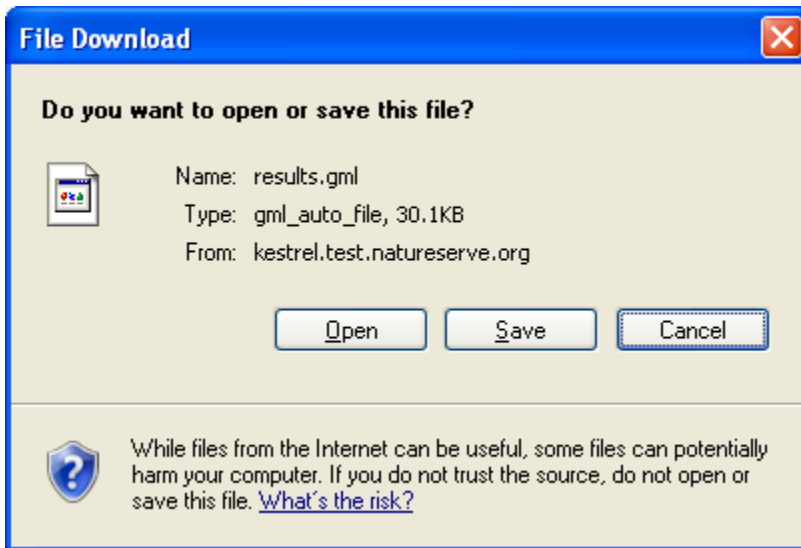 File Download
Do you want to open or save this file?
Name: results.gml
Type: gml_auto_file, 30.1KB
From: kestrel.test.natureserve.org
Open Save Cancel
While files from the Internet can be useful, some files can potentially
harm your computer. If you do not trust the source, do not open or
save this file. What's the risk?